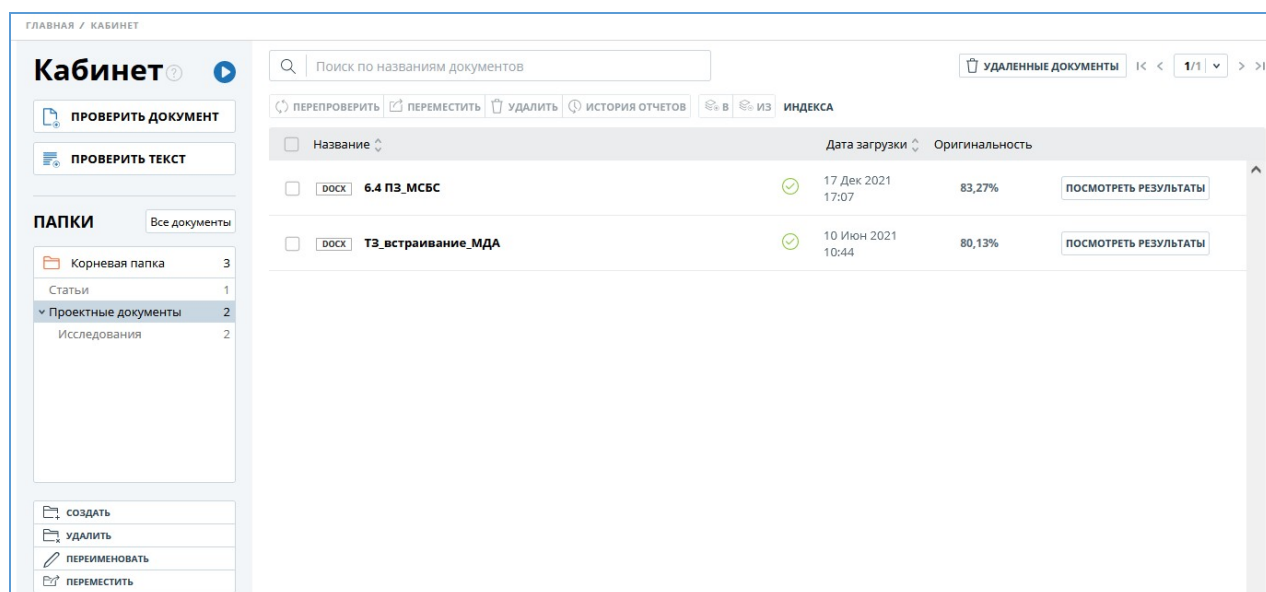 ГЛАВНАЯ / КАБИНЕТ
Кабинет ?
ПРОВЕРИТЬ ДОКУМЕНТ
ПРОВЕРИТЬ ТЕКСТ
ПАПКИ Все документы
Корневая папка 3
Статьи 1
Проектные документы 2
Исследования 2
СОЗДАТЬ
УДАЛИТЬ
ПЕРЕИМЕНОВАТЬ
ПЕРЕМЕСТИТЬ
Поиск по названиям документов
УДАЛЕННЫЕ ДОКУМЕНТЫ 1/1
ПЕРЕПРОВЕРИТЬ ПЕРЕМЕСТИТЬ УДАЛИТЬ ИСТОРИЯ ОТЧЕТОВ В ИЗ ИНДЕКСА
Название Дата загрузки Оригинальность
DOCX 6.4 ПЗ_МСБС 17 Дек 2021 17:07 83,27% ПОСМОТРЕТЬ РЕЗУЛЬТАТЫ
DOCX ТЗ_встраивание_МДА 10 Июн 2021 10:44 80,13% ПОСМОТРЕТЬ РЕЗУЛЬТАТЫ